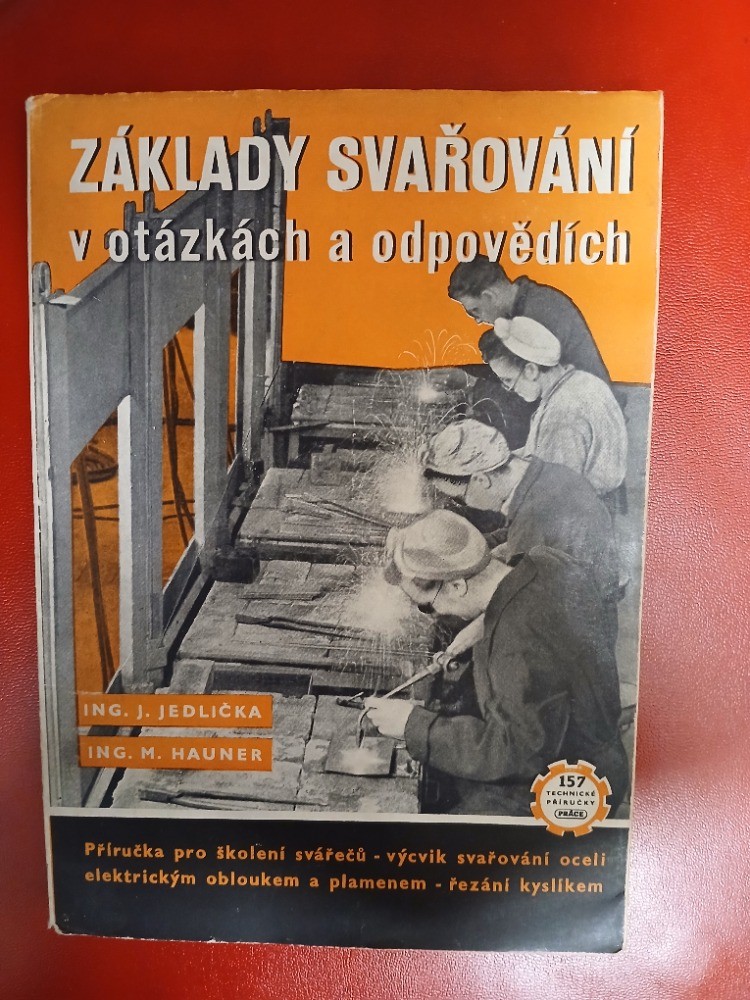 ZÁKLADY SVAŘOVÁNÍ
v otázkách a odpovědích
ING. J. JEDLIČKA
ING. M. HAUNER
157
TECHNICKÉ
PŘÍRUČKY
PRÁCE
Příručka pro školení svářečů - výcvik svařování oceli
elektrickým obloukem a plamenem - řezání kyslíkem